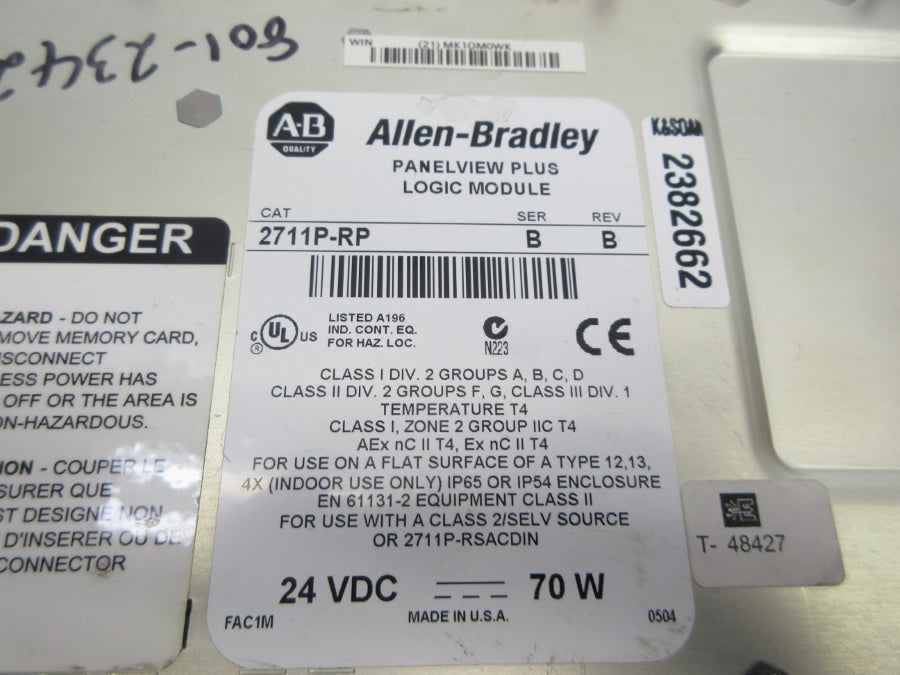 801-2342
WIN (21) MK1OM0WK
A-B
QUALITY
Allen-Bradley
PANELVIEW PLUS
LOGIC MODULE
CAT SER REV
2711P-RP B B
C UL US
LISTED A196
IND. CONT. EQ.
FOR HAZ. LOC.
N223
CE
CLASS I DIV. 2 GROUPS A, B, C, D
CLASS II DIV. 2 GROUPS F, G, CLASS III DIV. 1
TEMPERATURE T4
CLASS I, ZONE 2 GROUP IIC T4
AEx nC II T4, Ex nC II T4
FOR USE ON A FLAT SURFACE OF A TYPE 12,13,
4X (INDOOR USE ONLY) IP65 OR IP54 ENCLOSURE
EN 61131-2 EQUIPMENT CLASS II
FOR USE WITH A CLASS 2/SELV SOURCE
OR 2711P-RSACDIN
24 VDC 70 W
FAC1M MADE IN U.S.A. 0504
DANGER
ZARD - DO NOT
MOVE MEMORY CARD,
ISCONNECT
ESS POWER HAS
OFF OR THE AREA IS
ON-HAZARDOUS.
ION - COUPER LE
SURER QUE
ST DESIGNE NON
D'INSERER OU DE
CONNECTOR
K&SOAN
2382662
T- 48427